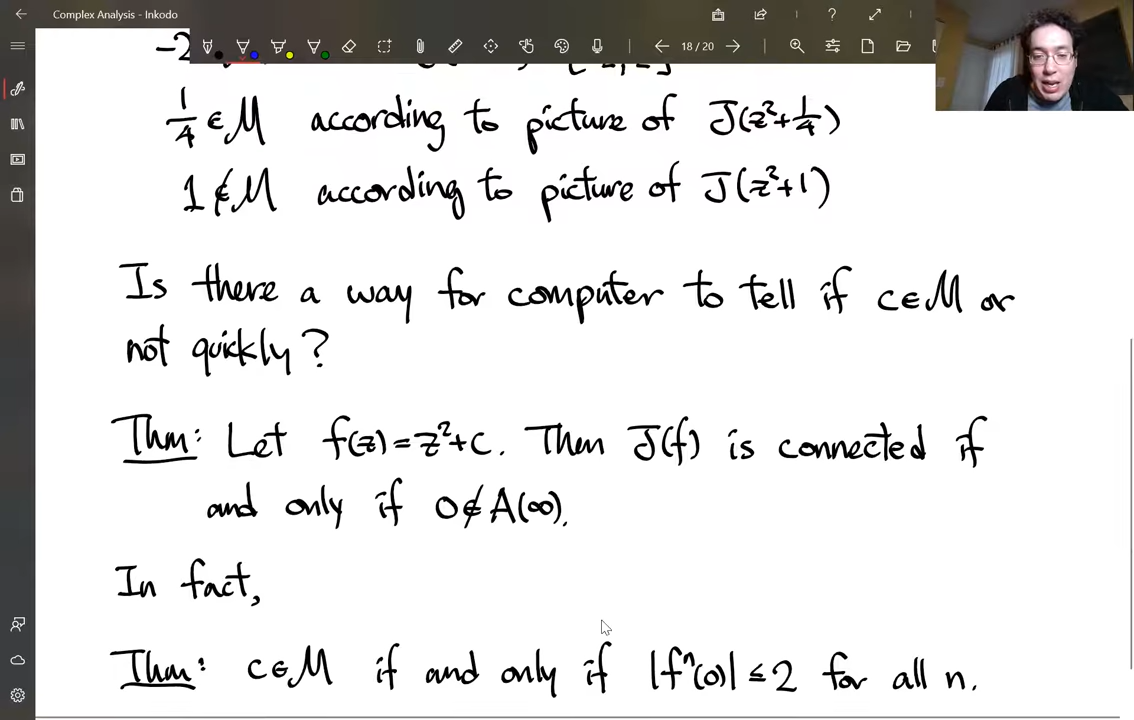 Complex Analysis - Inkodo
18 / 20
-2
1/4 ∈ M according to picture of J(z²+1/4)
1 ∉ M according to picture of J(z²+1)
Is there a way for computer to tell if c ∈ M or
not quickly?
Thm: Let f(z) = z²+c. Then J(f) is connected if
and only if 0 ∉ A(∞).
In fact,
Thm: c ∈ M if and only if |fⁿ(0)| ≤ 2 for all n.